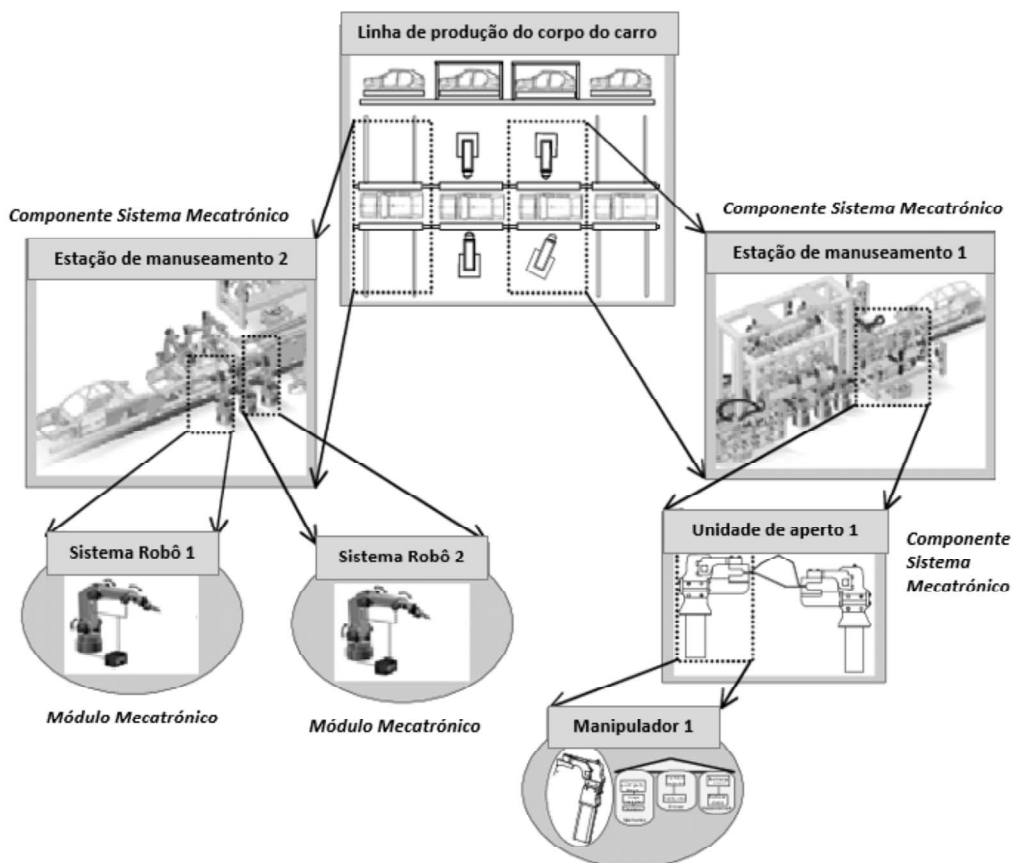 Linha de produção do corpo do carro
Componente Sistema Mecatrónico
Componente Sistema Mecatrónico
Estação de manuseamento 2
Estação de manuseamento 1
Unidade de aperto 1
Componente
Sistema
Mecatrónico
Sistema Robô 1
Sistema Robô 2
Módulo Mecatrónico
Módulo Mecatrónico
Manipulador 1